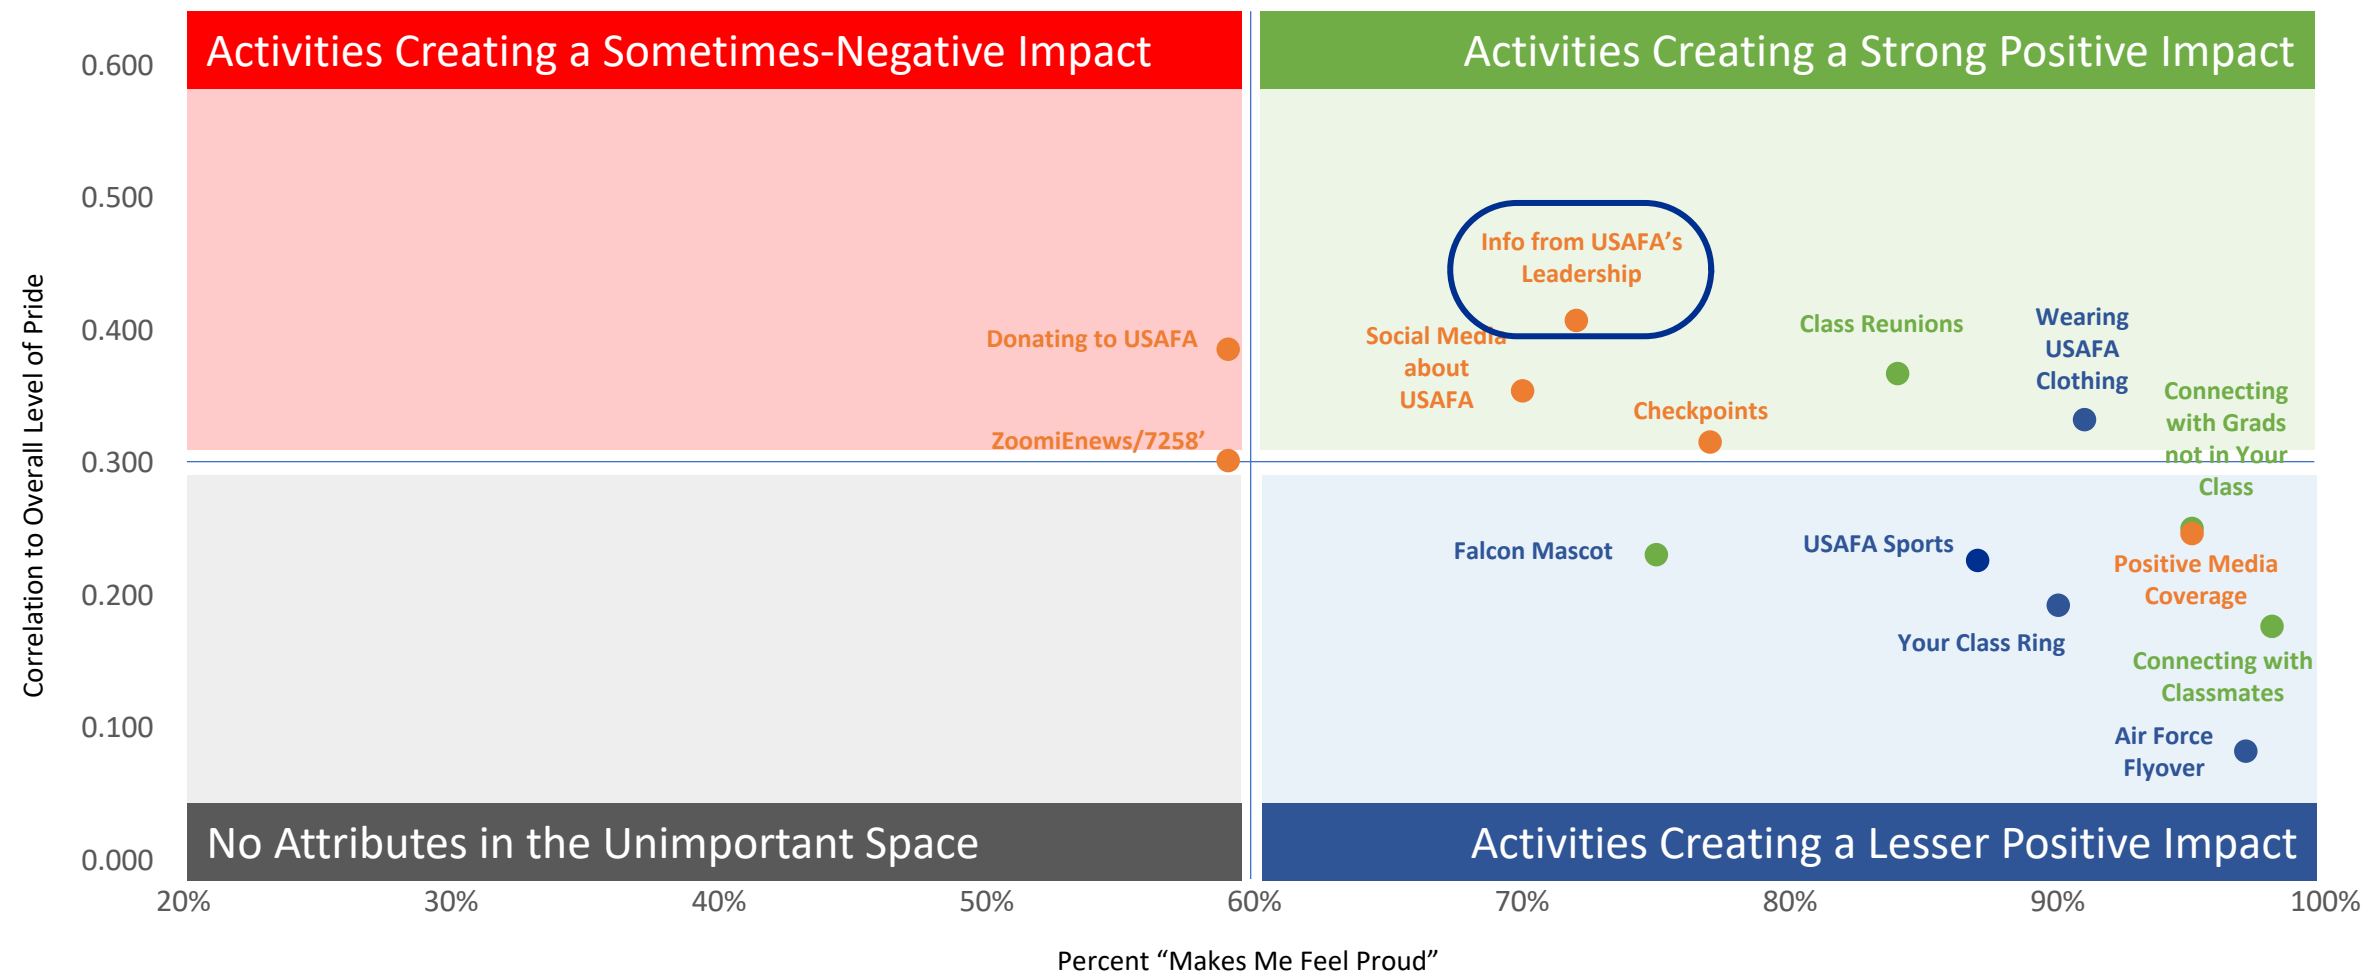 Activities Creating a Sometimes-Negative Impact
Activities Creating a Strong Positive Impact
0.600
0.500
0.400
0.300
0.200
0.100
0.000
Correlation to Overall Level of Pride
Donating to USAFA
ZoomiEnews/7258’
Info from USAFA’s
Leadership
Social Media
about
USAFA
Checkpoints
Class Reunions
Wearing
USAFA
Clothing
Connecting
with Grads
not in Your
Class
Falcon Mascot
USAFA Sports
Positive Media
Coverage
Your Class Ring
Connecting with
Classmates
Air Force
Flyover
No Attributes in the Unimportant Space
Activities Creating a Lesser Positive Impact
20%
30%
40%
50%
60%
70%
80%
90%
100%
Percent “Makes Me Feel Proud”